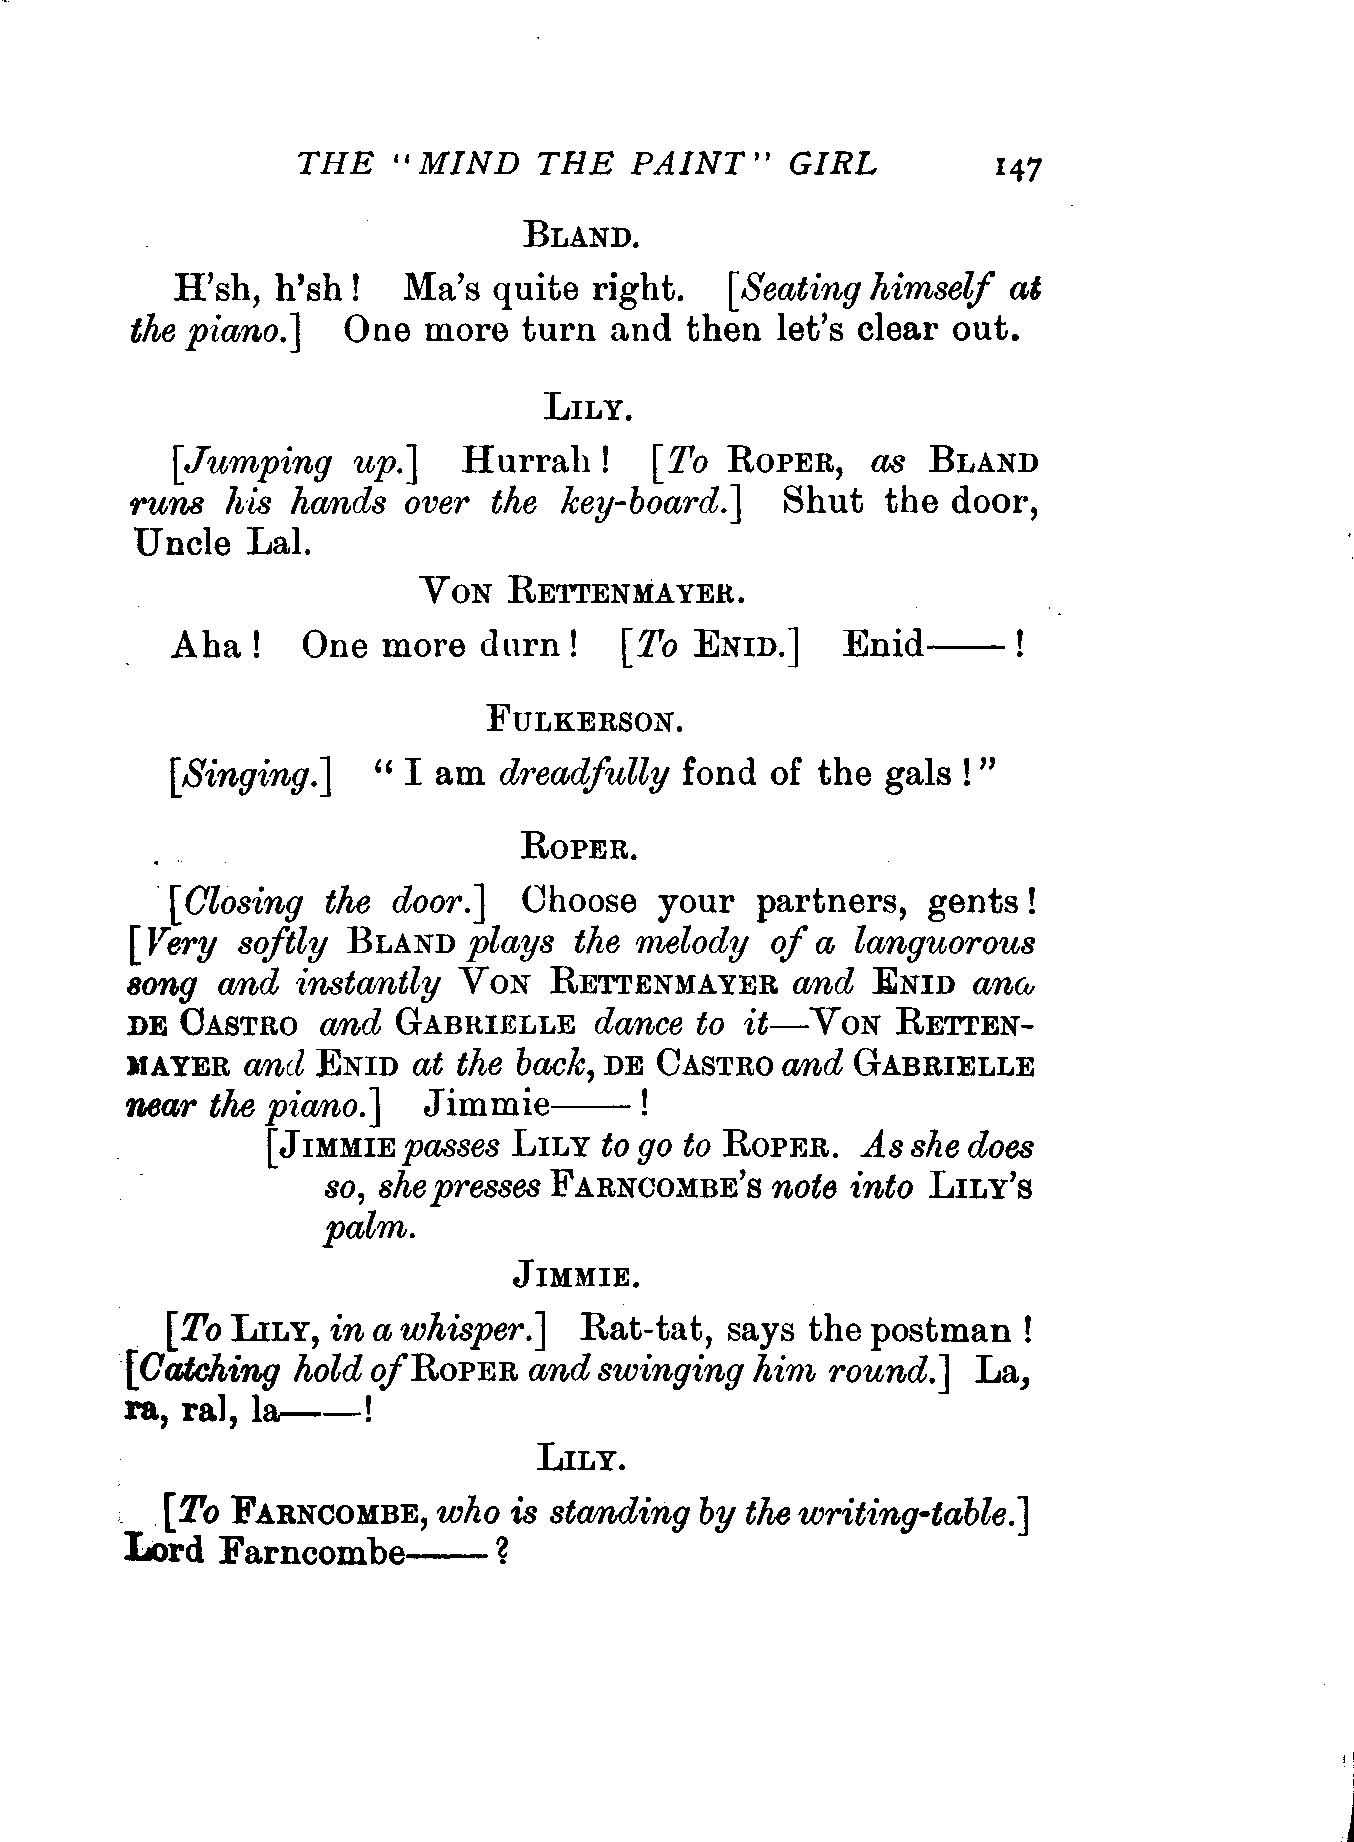 THE "MIND THE PAINT" GIRL 147
BLAND.
H'sh, h'sh! Ma's quite right. [Seating himself at
the piano.] One more turn and then let's clear out.
LILY.
[Jumping up.] Hurrah! [To ROPER, as BLAND
runs his hands over the key-board.] Shut the door,
Uncle Lal.
VON RETTENMAYER.
Aha! One more durn! [To ENID.] Enid——!
FULKERSON.
[Singing.] "I am dreadfully fond of the gals!"
ROPER.
[Closing the door.] Choose your partners, gents!
[Very softly BLAND plays the melody of a languorous
song and instantly VON RETTENMAYER and ENID and
DE CASTRO and GABRIELLE dance to it—VON RETTEN-
MAYER and ENID at the back, DE CASTRO and GABRIELLE
near the piano.] Jimmie——!
[JIMMIE passes LILY to go to ROPER. As she does
so, she presses FARNCOMBE'S note into LILY'S
palm.
JIMMIE.
[To LILY, in a whisper.] Rat-tat, says the postman!
[Catching hold of ROPER and swinging him round.] La,
ra, ral, la——!
LILY.
[To FARNCOMBE, who is standing by the writing-table.]
Lord Farncombe——?